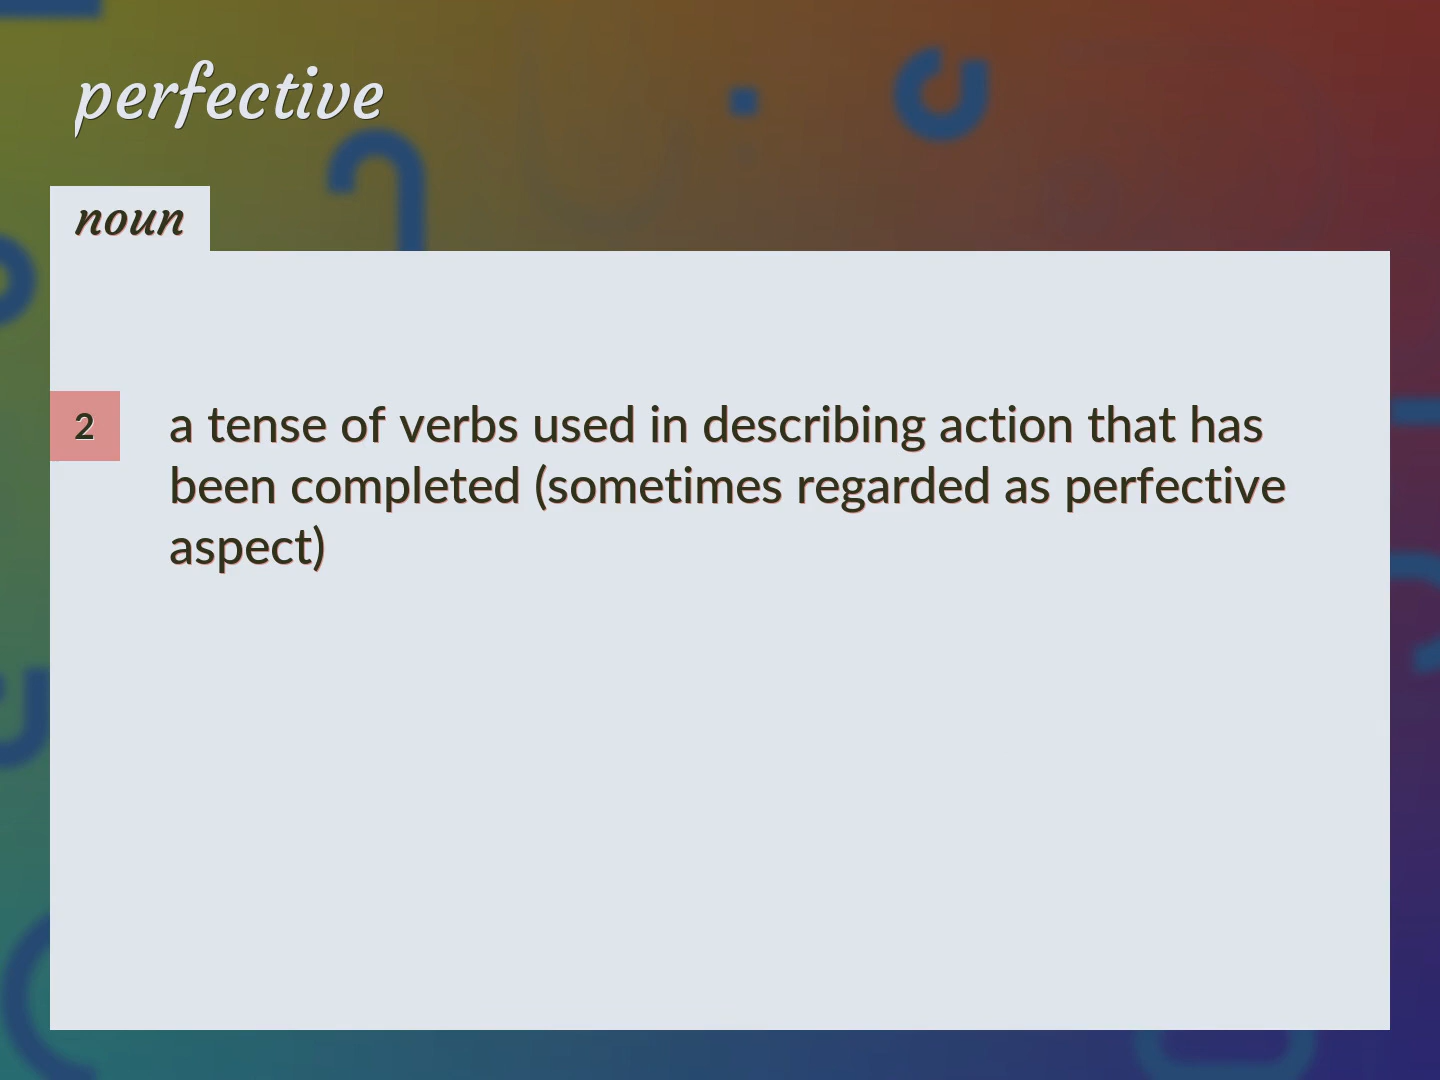 perfective
noun
2
a tense of verbs used in describing action that has
been completed (sometimes regarded as perfective
aspect)